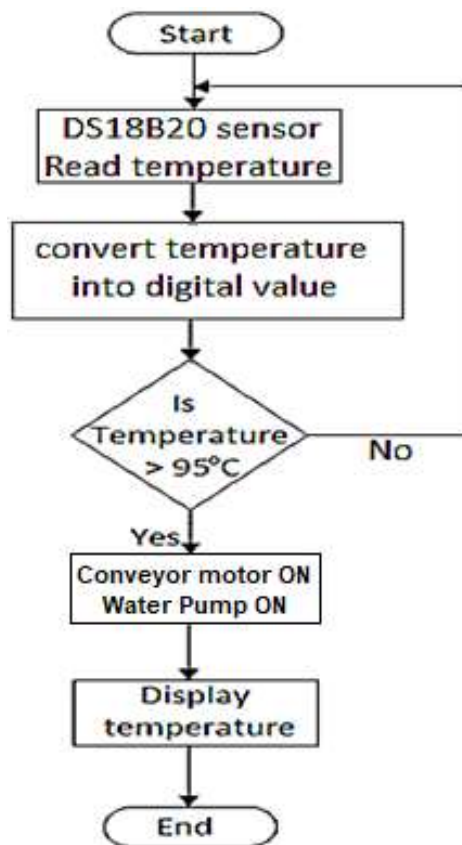 Start
DS18B20 sensor
Read temperature
convert temperature
into digital value
Is
Temperature
> 95°C
No
Yes
Conveyor motor ON
Water Pump ON
Display
temperature
End